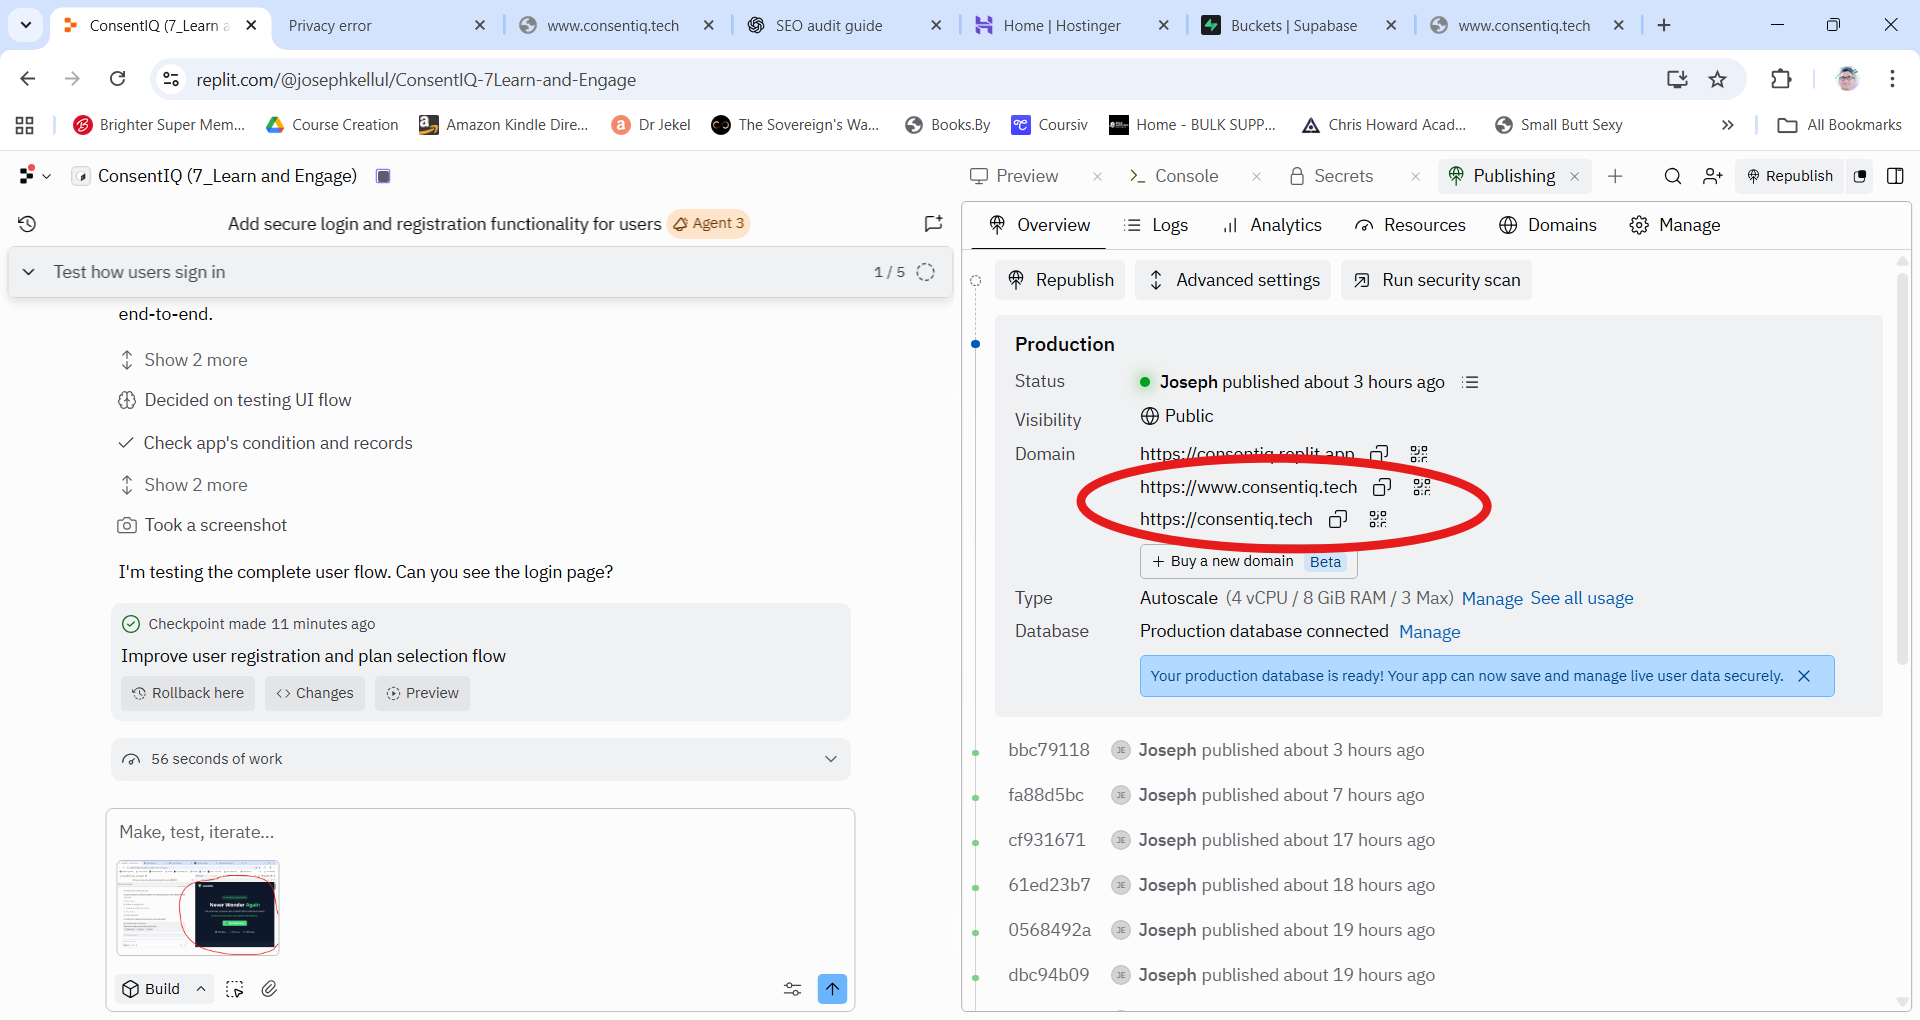 ConsentIQ (7_Learn a
Privacy error
www.consentiq.tech
SEO audit guide
Home | Hostinger
Buckets | Supabase
www.consentiq.tech
replit.com/@josephkellul/ConsentIQ-7Learn-and-Engage
Brighter Super Mem...
Course Creation
Amazon Kindle Dire...
Dr Jekel
The Sovereign's Wa...
Books.By
Coursiv
Home - BULK SUPP...
Chris Howard Acad...
Small Butt Sexy
All Bookmarks
ConsentIQ (7_Learn and Engage)
Preview
Console
Secrets
Publishing
Republish
Add secure login and registration functionality for users
Agent 3
Test how users sign in
1 / 5
end-to-end.
Show 2 more
Decided on testing UI flow
Check app's condition and records
Show 2 more
Took a screenshot
I'm testing the complete user flow. Can you see the login page?
Checkpoint made 11 minutes ago
Improve user registration and plan selection flow
Rollback here
Changes
Preview
56 seconds of work
Make, test, iterate...
Never Wonder Again
Build
Overview
Logs
Analytics
Resources
Domains
Manage
Republish
Advanced settings
Run security scan
Production
Status
Joseph published about 3 hours ago
Visibility
Public
Domain
https://consentiq.replit.app
https://www.consentiq.tech
https://consentiq.tech
+ Buy a new domain Beta
Type
Autoscale (4 vCPU / 8 GiB RAM / 3 Max) Manage See all usage
Database
Production database connected Manage
Your production database is ready! Your app can now save and manage live user data securely.
bbc79118 JE Joseph published about 3 hours ago
fa88d5bc JE Joseph published about 7 hours ago
cf931671 JE Joseph published about 17 hours ago
61ed23b7 JE Joseph published about 18 hours ago
0568492a JE Joseph published about 19 hours ago
dbc94b09 JE Joseph published about 19 hours ago